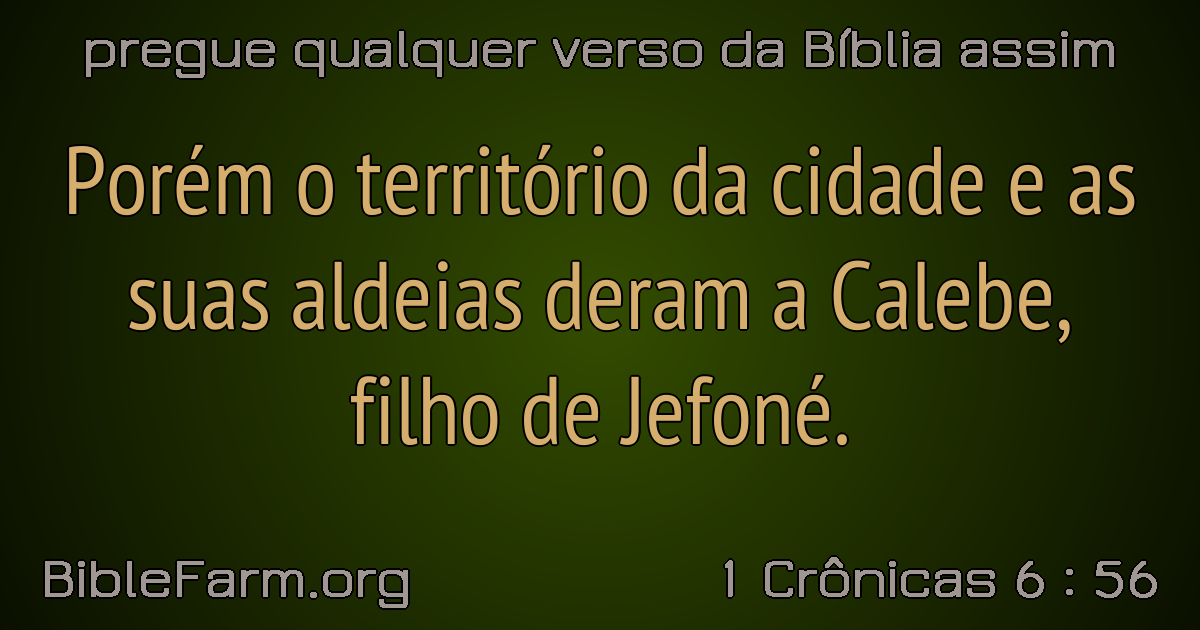 pregue qualquer verso da Bíblia assim
Porém o território da cidade e as
suas aldeias deram a Calebe,
filho de Jefoné.
BibleFarm.org
1 Crônicas 6 : 56